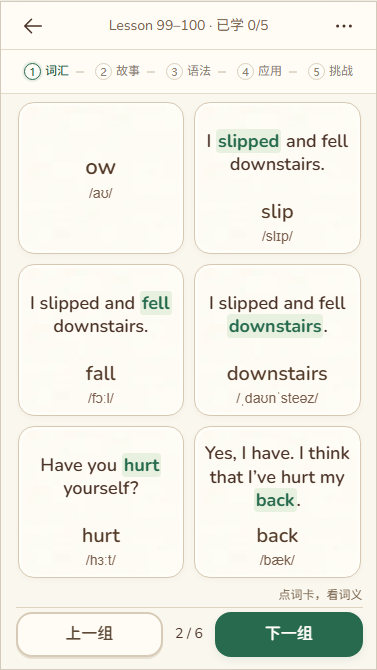 Lesson 99–100 · 已学 0/5
1 词汇 – 2 故事 – 3 语法 – 4 应用 – 5 挑战
ow
/aʊ/
I slipped and fell
downstairs.
slip
/slɪp/
I slipped and fell
downstairs.
fall
/fɔːl/
I slipped and fell
downstairs.
downstairs
/ˌdaʊnˈsteəz/
Have you hurt
yourself?
hurt
/hɜːt/
Yes, I have. I think
that I’ve hurt my
back.
back
/bæk/
点词卡，看词义
上一组
2 / 6
下一组